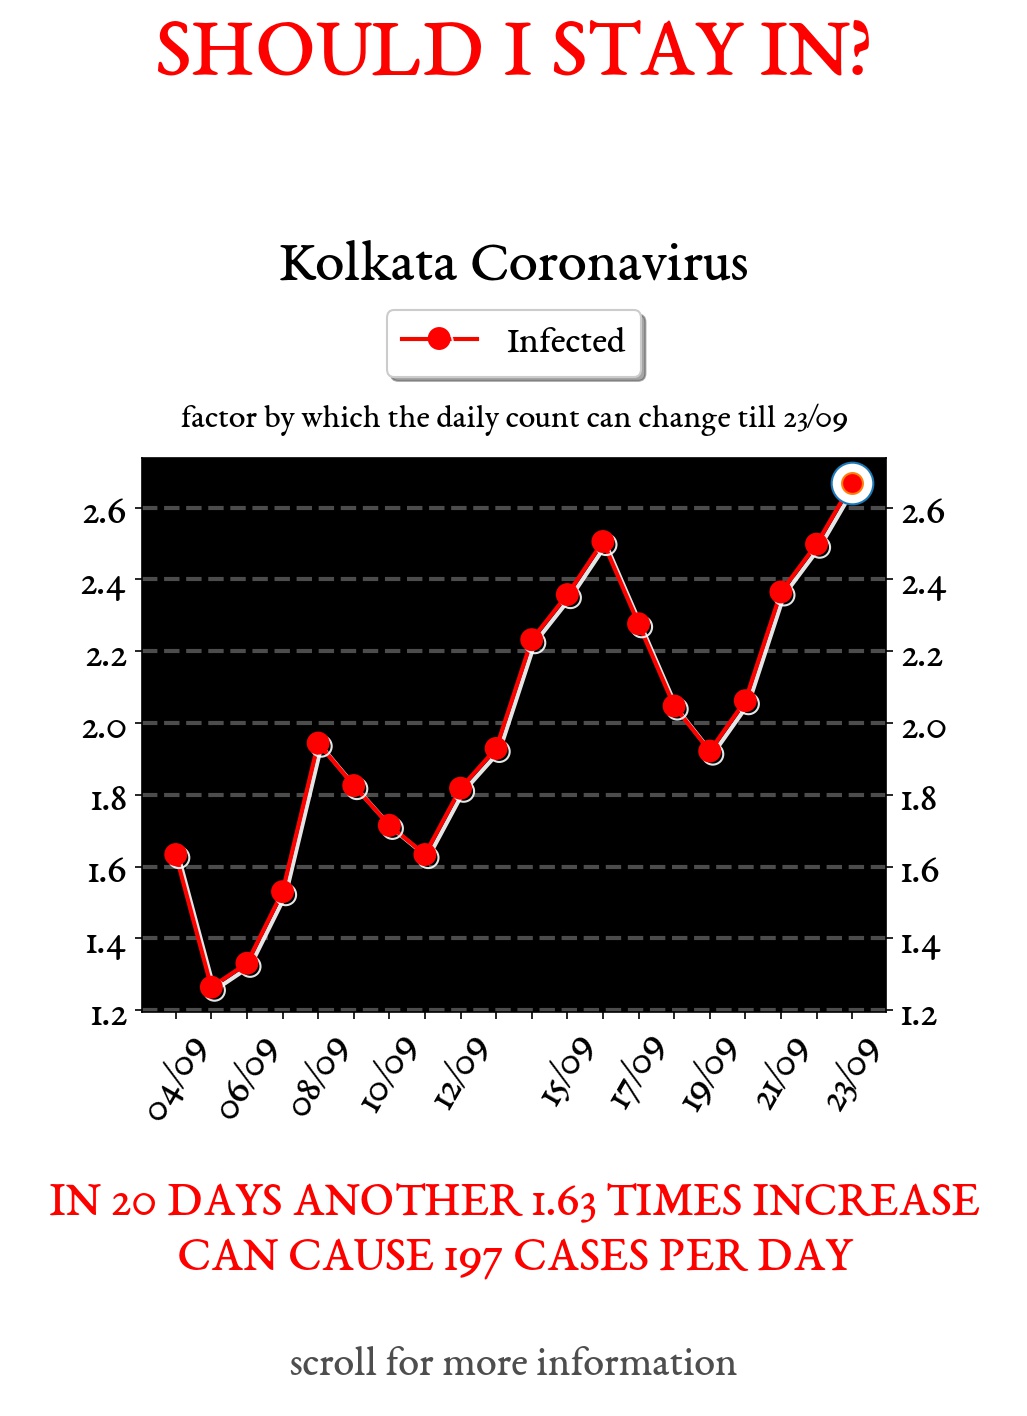 SHOULD I STAY IN?
Kolkata Coronavirus
Infected
factor by which the daily count can change till 23/09
2.6 2.6
2.4 2.4
2.2 2.2
2.0 2.0
1.8 1.8
1.6 1.6
1.4 1.4
1.2 1.2
04/09 06/09 08/09 10/09 12/09 15/09 17/09 19/09 21/09 23/09
IN 20 DAYS ANOTHER 1.63 TIMES INCREASE
CAN CAUSE 197 CASES PER DAY
scroll for more information